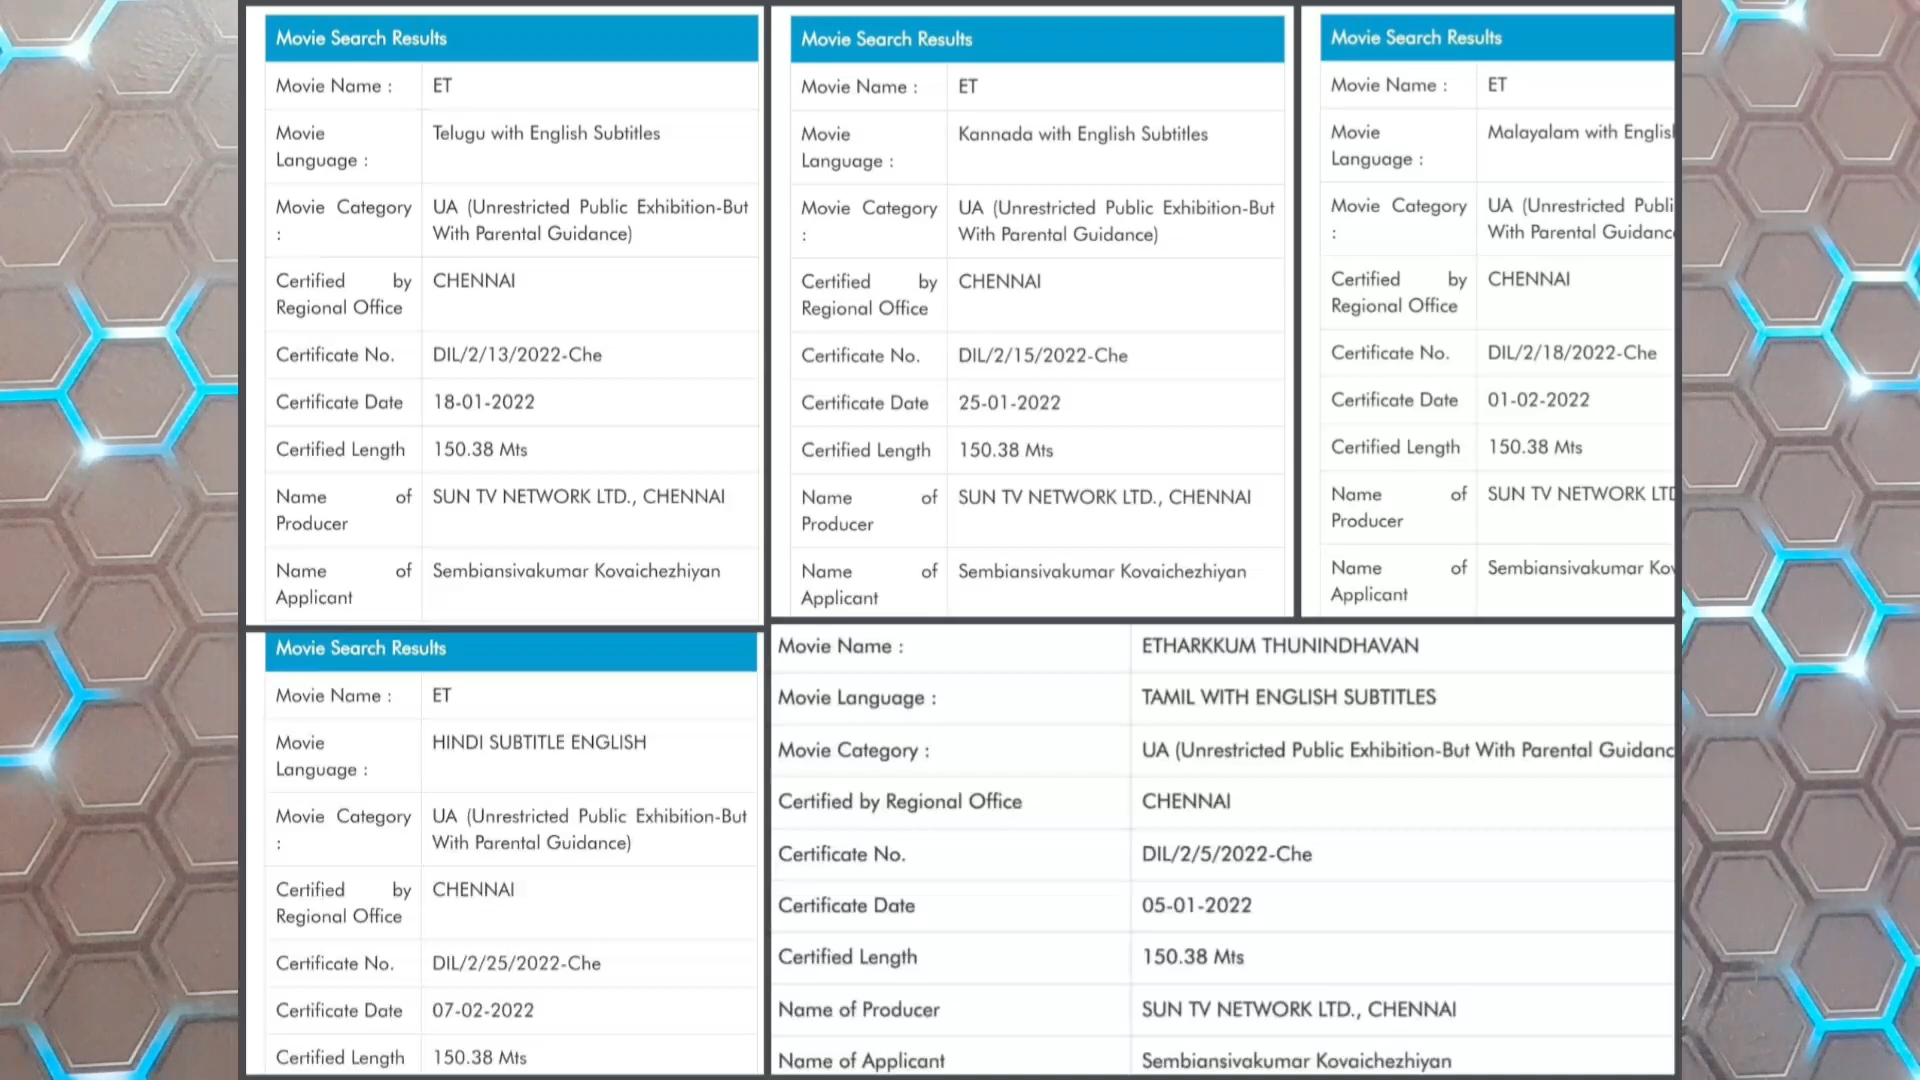 Movie Search Results
Movie Name : ET
Movie Language : Telugu with English Subtitles
Movie Category : UA (Unrestricted Public Exhibition-But With Parental Guidance)
Certified by Regional Office CHENNAI
Certificate No. DIL/2/13/2022-Che
Certificate Date 18-01-2022
Certified Length 150.38 Mts
Name of Producer SUN TV NETWORK LTD., CHENNAI
Name of Applicant Sembiansivakumar Kovaichezhiyan
Movie Search Results
Movie Name : ET
Movie Language : Kannada with English Subtitles
Movie Category : UA (Unrestricted Public Exhibition-But With Parental Guidance)
Certified by Regional Office CHENNAI
Certificate No. DIL/2/15/2022-Che
Certificate Date 25-01-2022
Certified Length 150.38 Mts
Name of Producer SUN TV NETWORK LTD., CHENNAI
Name of Applicant Sembiansivakumar Kovaichezhiyan
Movie Search Results
Movie Name : ET
Movie Language : Malayalam with Englis
Movie Category : UA (Unrestricted Publi With Parental Guidanc
Certified by Regional Office CHENNAI
Certificate No. DIL/2/18/2022-Che
Certificate Date 01-02-2022
Certified Length 150.38 Mts
Name of Producer SUN TV NETWORK LT
Name of Applicant Sembiansivakumar Kov
Movie Search Results
Movie Name : ET
Movie Language : HINDI SUBTITLE ENGLISH
Movie Category : UA (Unrestricted Public Exhibition-But With Parental Guidance)
Certified by Regional Office CHENNAI
Certificate No. DIL/2/25/2022-Che
Certificate Date 07-02-2022
Certified Length 150.38 Mts
Movie Name : ETHARKKUM THUNINDHAVAN
Movie Language : TAMIL WITH ENGLISH SUBTITLES
Movie Category : UA (Unrestricted Public Exhibition-But With Parental Guidanc
Certified by Regional Office CHENNAI
Certificate No. DIL/2/5/2022-Che
Certificate Date 05-01-2022
Certified Length 150.38 Mts
Name of Producer SUN TV NETWORK LTD., CHENNAI
Name of Applicant Sembiansivakumar Kovaichezhiyan